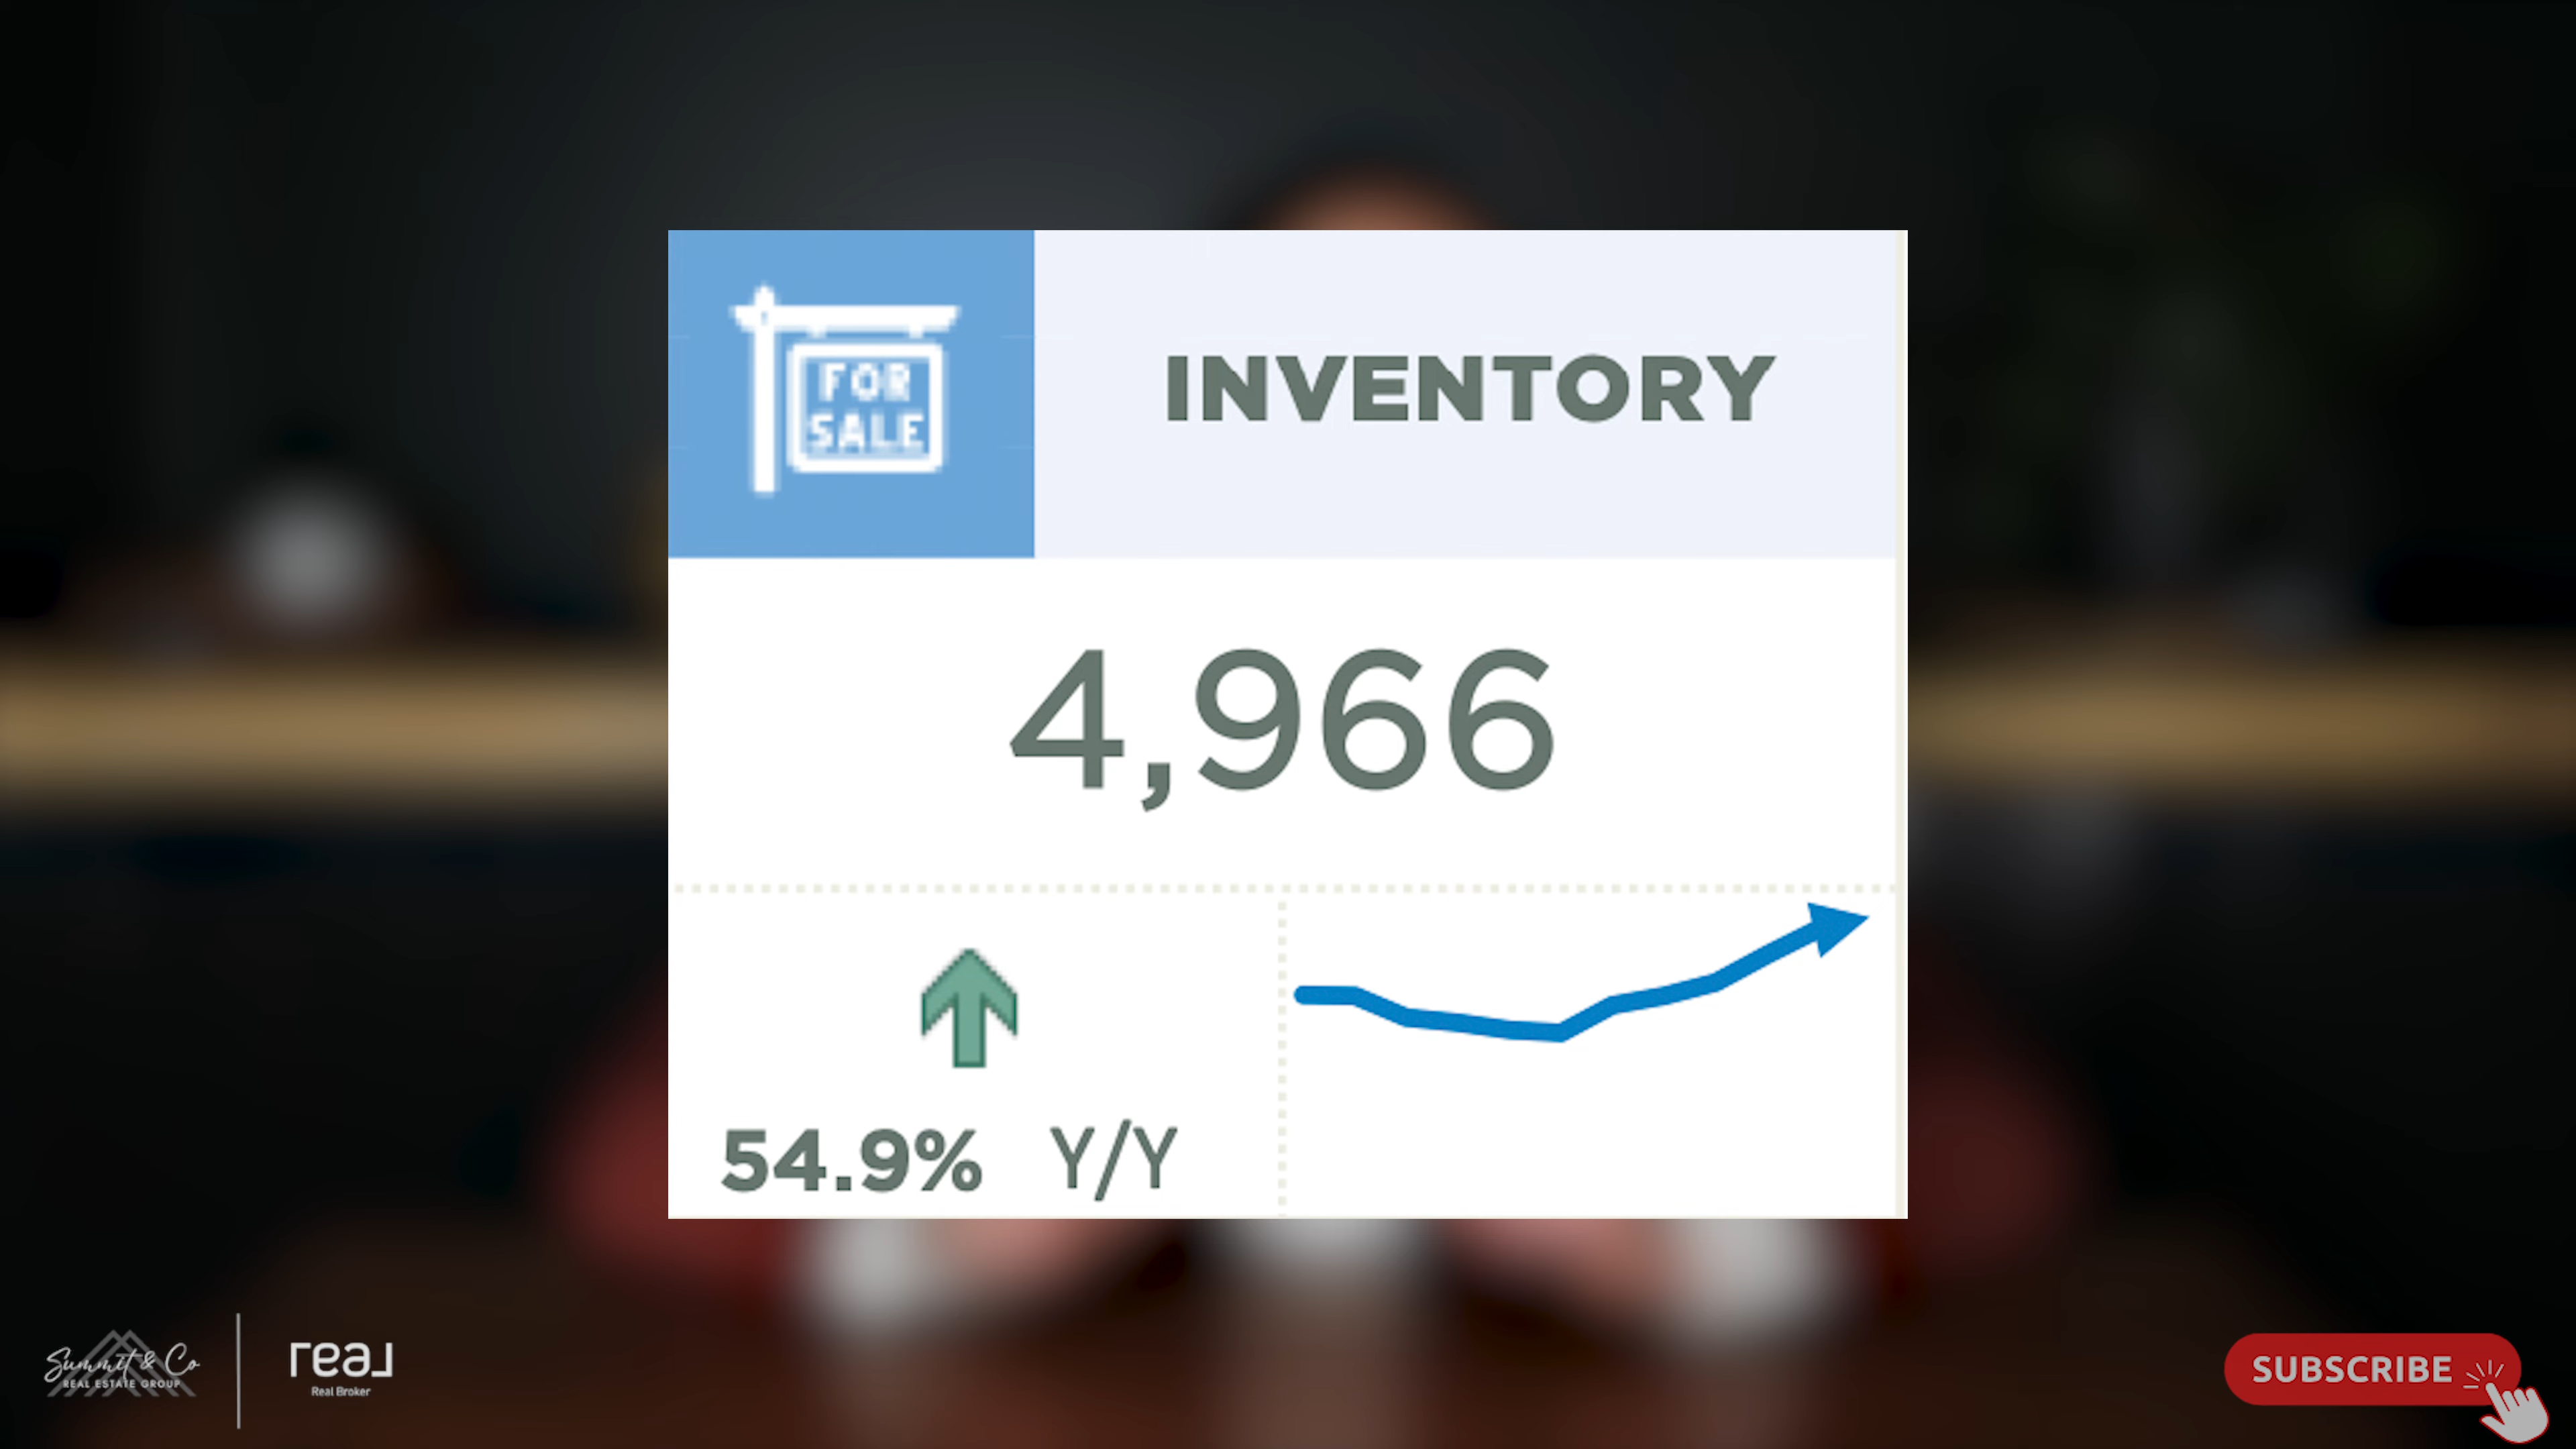 FOR
SALE
INVENTORY
4,966
54.9% Y/Y
Summit & Co
REAL ESTATE GROUP
real
Real Broker
SUBSCRIBE